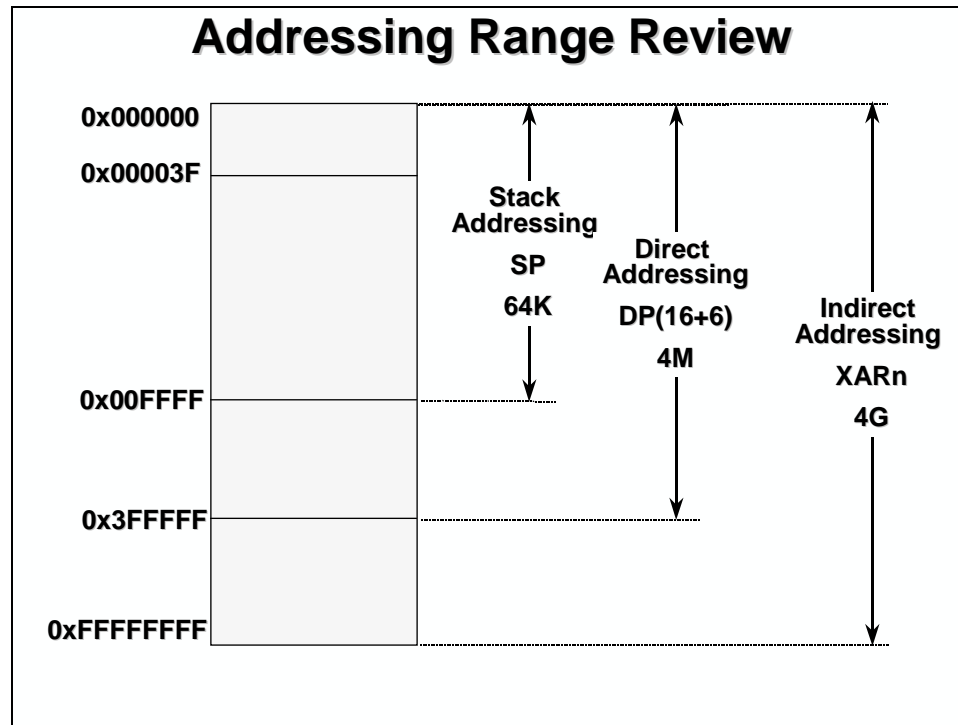 Addressing Range Review
0x000000
0x00003F
0x00FFFF
0x3FFFFF
0xFFFFFFFF
Stack
Addressing
SP
64K
Direct
Addressing
DP(16+6)
4M
Indirect
Addressing
XARn
4G